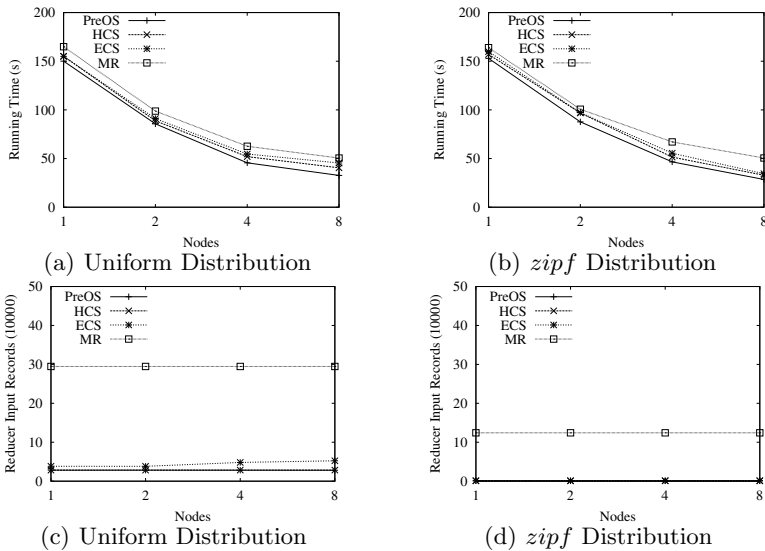 200
150
100
50
0
Running Time (s)
PreOS
HCS
ECS
MR
1 2 4 8
Nodes
(a) Uniform Distribution
200
150
100
50
0
Running Time (s)
PreOS
HCS
ECS
MR
1 2 4 8
Nodes
(b) zipf Distribution
50
40
30
20
10
0
Reducer Input Records (10000)
PreOS
HCS
ECS
MR
1 2 4 8
Nodes
(c) Uniform Distribution
50
40
30
20
10
0
Reducer Input Records (10000)
PreOS
HCS
ECS
MR
1 2 4 8
Nodes
(d) zipf Distribution